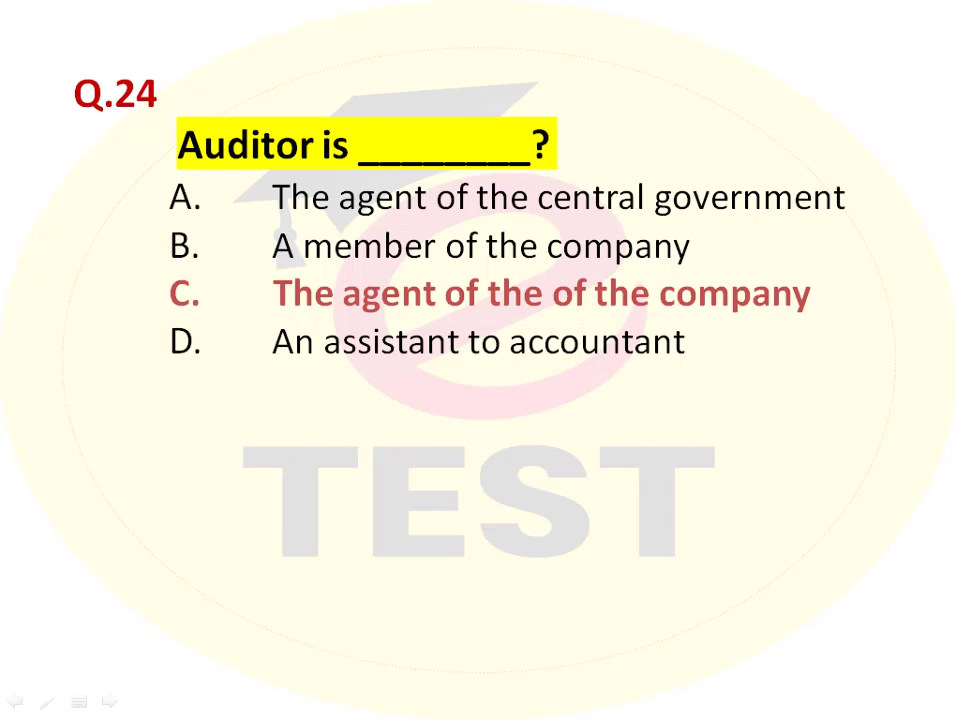 Q.24
Auditor is ________?
A. The agent of the central government
B. A member of the company
C. The agent of the of the company
D. An assistant to accountant
TEST